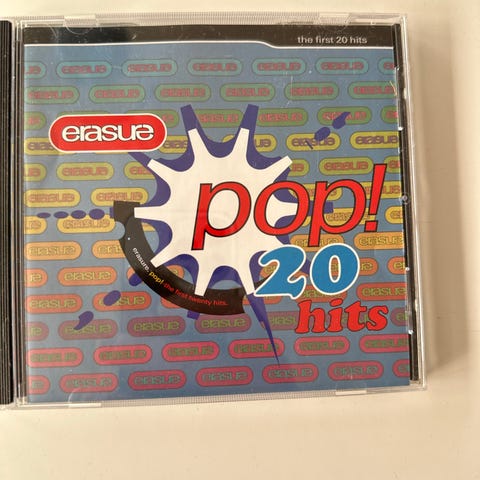 the first 20 hits
erasure
pop!
20
hits
erasure. pop! the first twenty hits.